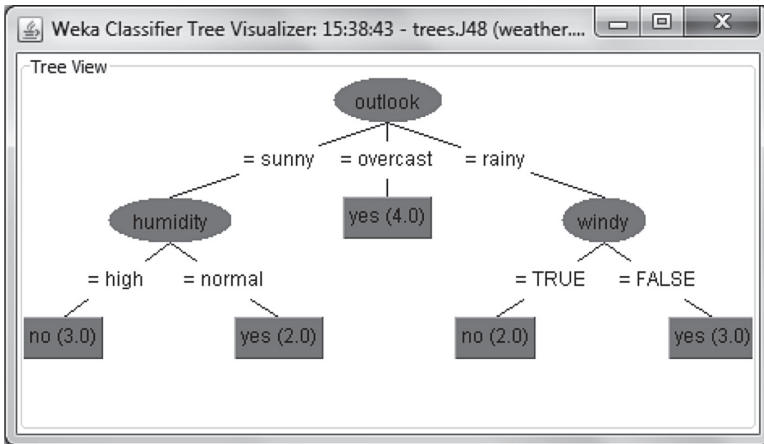 Weka Classifier Tree Visualizer: 15:38:43 - trees.J48 (weather....
Tree View
outlook
= sunny = overcast = rainy
humidity yes (4.0) windy
= high = normal = TRUE = FALSE
no (3.0) yes (2.0) no (2.0) yes (3.0)